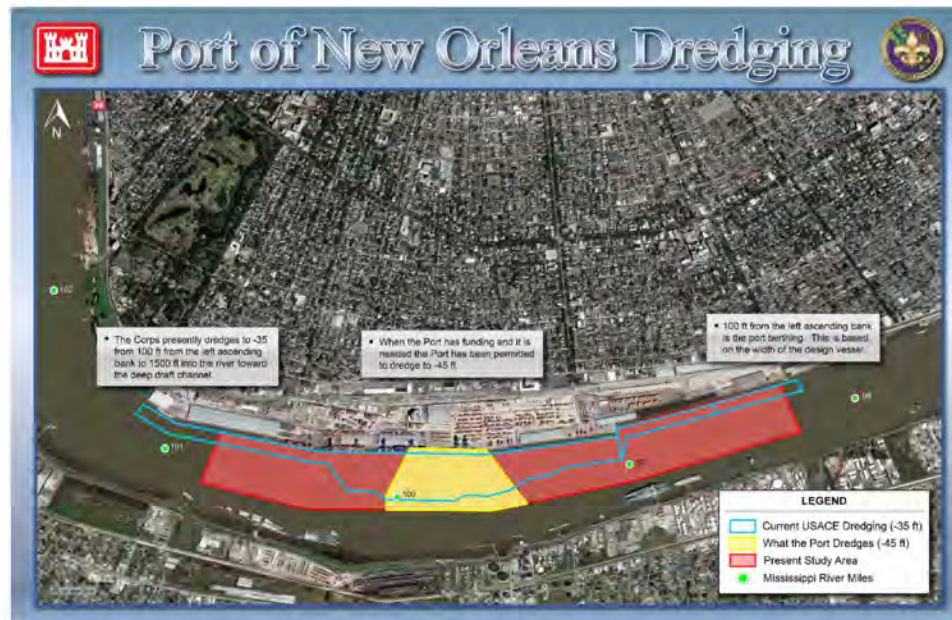 Port of New Orleans Dredging
N
102
• The Corps presently dredges to -35
from 100 ft from the left ascending
bank to 1500 ft into the river toward
the deep draft channel.
• When the Port has funding and it is
needed the Port has been permitted
to dredge to -45 ft
• 100 ft from the left ascending bank
is the port berthing. This is based
on the width of the design vessel.
101
100
LEGEND
Current USACE Dredging (-35 ft)
What the Port Dredges (-45 ft)
Present Study Area
Mississippi River Miles